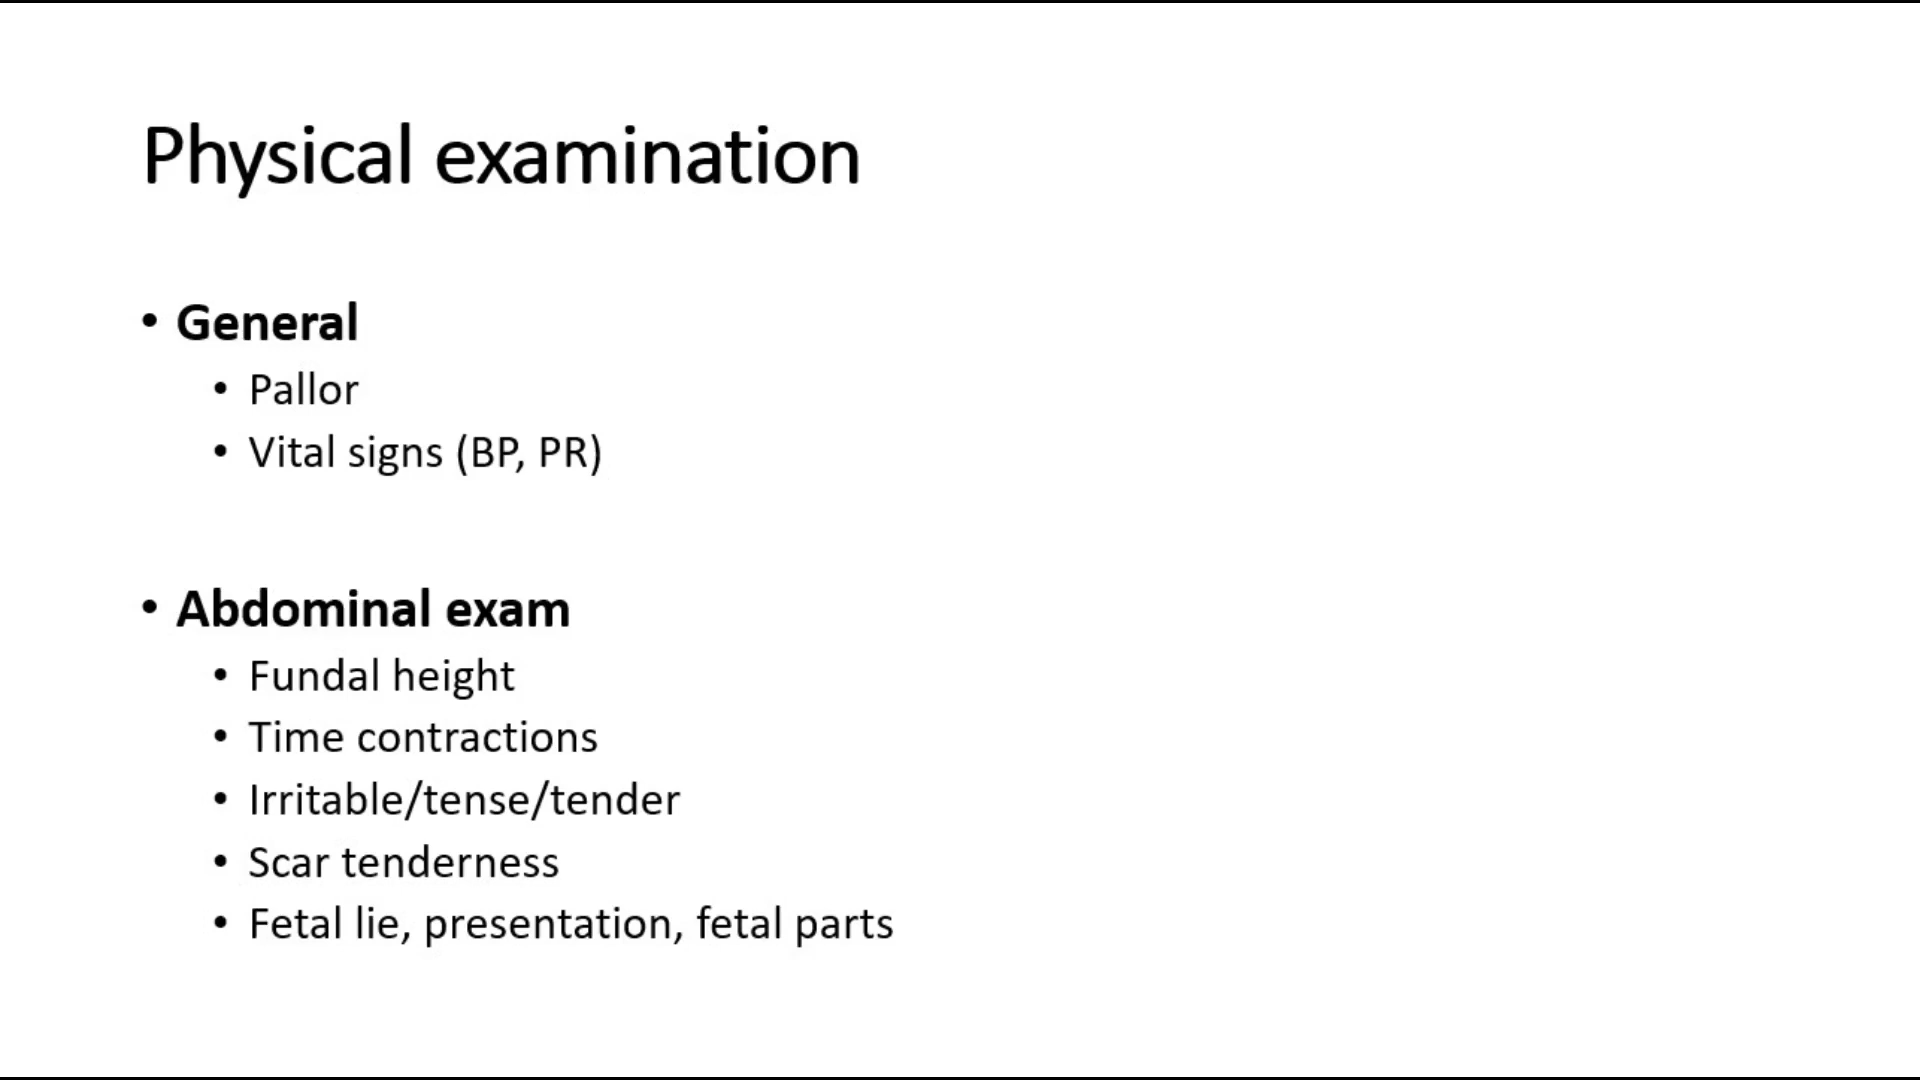 Physical examination
• General
• Pallor
• Vital signs (BP, PR)
• Abdominal exam
• Fundal height
• Time contractions
• Irritable/tense/tender
• Scar tenderness
• Fetal lie, presentation, fetal parts